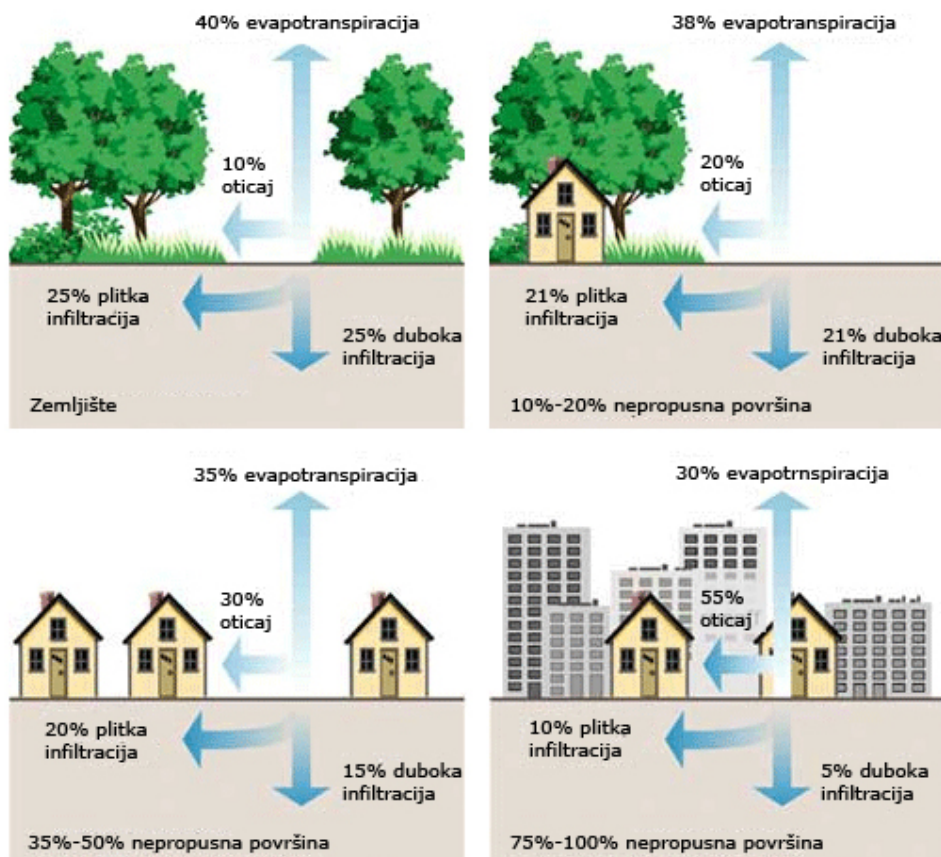 40% evapotranspiracija
10%
oticaj
25% plitka
infiltracija
25% duboka
infiltracija
Zemljište
38% evapotranspiracija
20%
oticaj
21% plitka
infiltracija
21% duboka
infiltracija
10%-20% nepropusna površina
35% evapotranspiracija
30%
oticaj
20% plitka
infiltracija
15% duboka
infiltracija
35%-50% nepropusna površina
30% evapotrnspiracija
55%
oticaj
10% plitka
infiltracija
5% duboka
infiltracija
75%-100% nepropusna površina